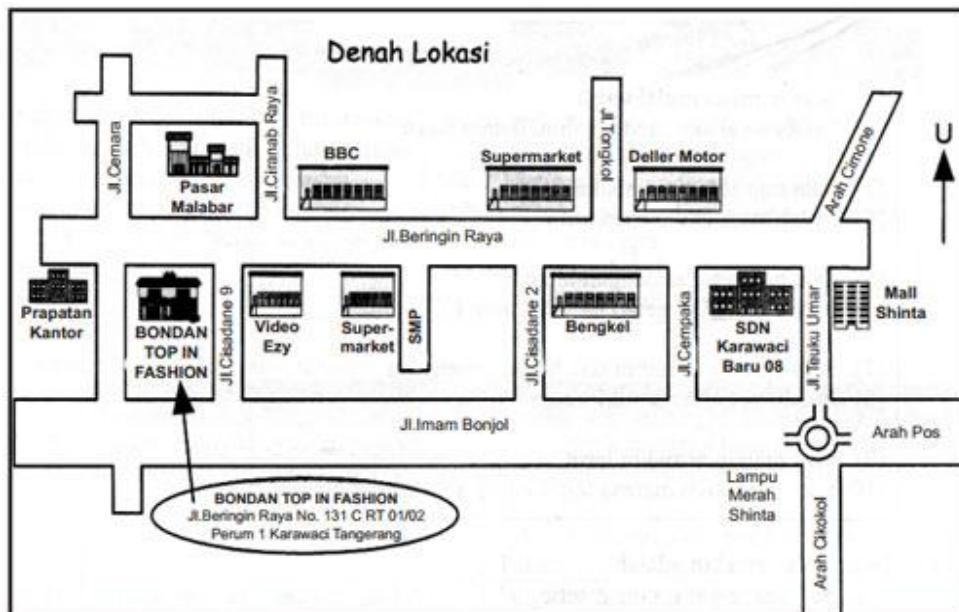 Denah Lokasi
Jl.Cemara
Jl.Ciranab Raya
Jl.Tongkol
Arah Cimone
U
Pasar
Malabar
BBC
Supermarket
Deller Motor
Jl.Beringin Raya
Prapatan
Kantor
BONDAN
TOP IN
FASHION
Jl.Cisadane 9
Video
Ezy
Super-
market
SMP
Jl.Cisadane 2
Bengkel
Jl.Cempaka
SDN
Karawaci
Baru 08
Jl.Teuku Umar
Mall
Shinta
Jl.Imam Bonjol
Arah Pos
Lampu
Merah
Shinta
Arah Cikokol
BONDAN TOP IN FASHION
Jl.Beringin Raya No. 131 C RT 01/02
Perum 1 Karawaci Tangerang